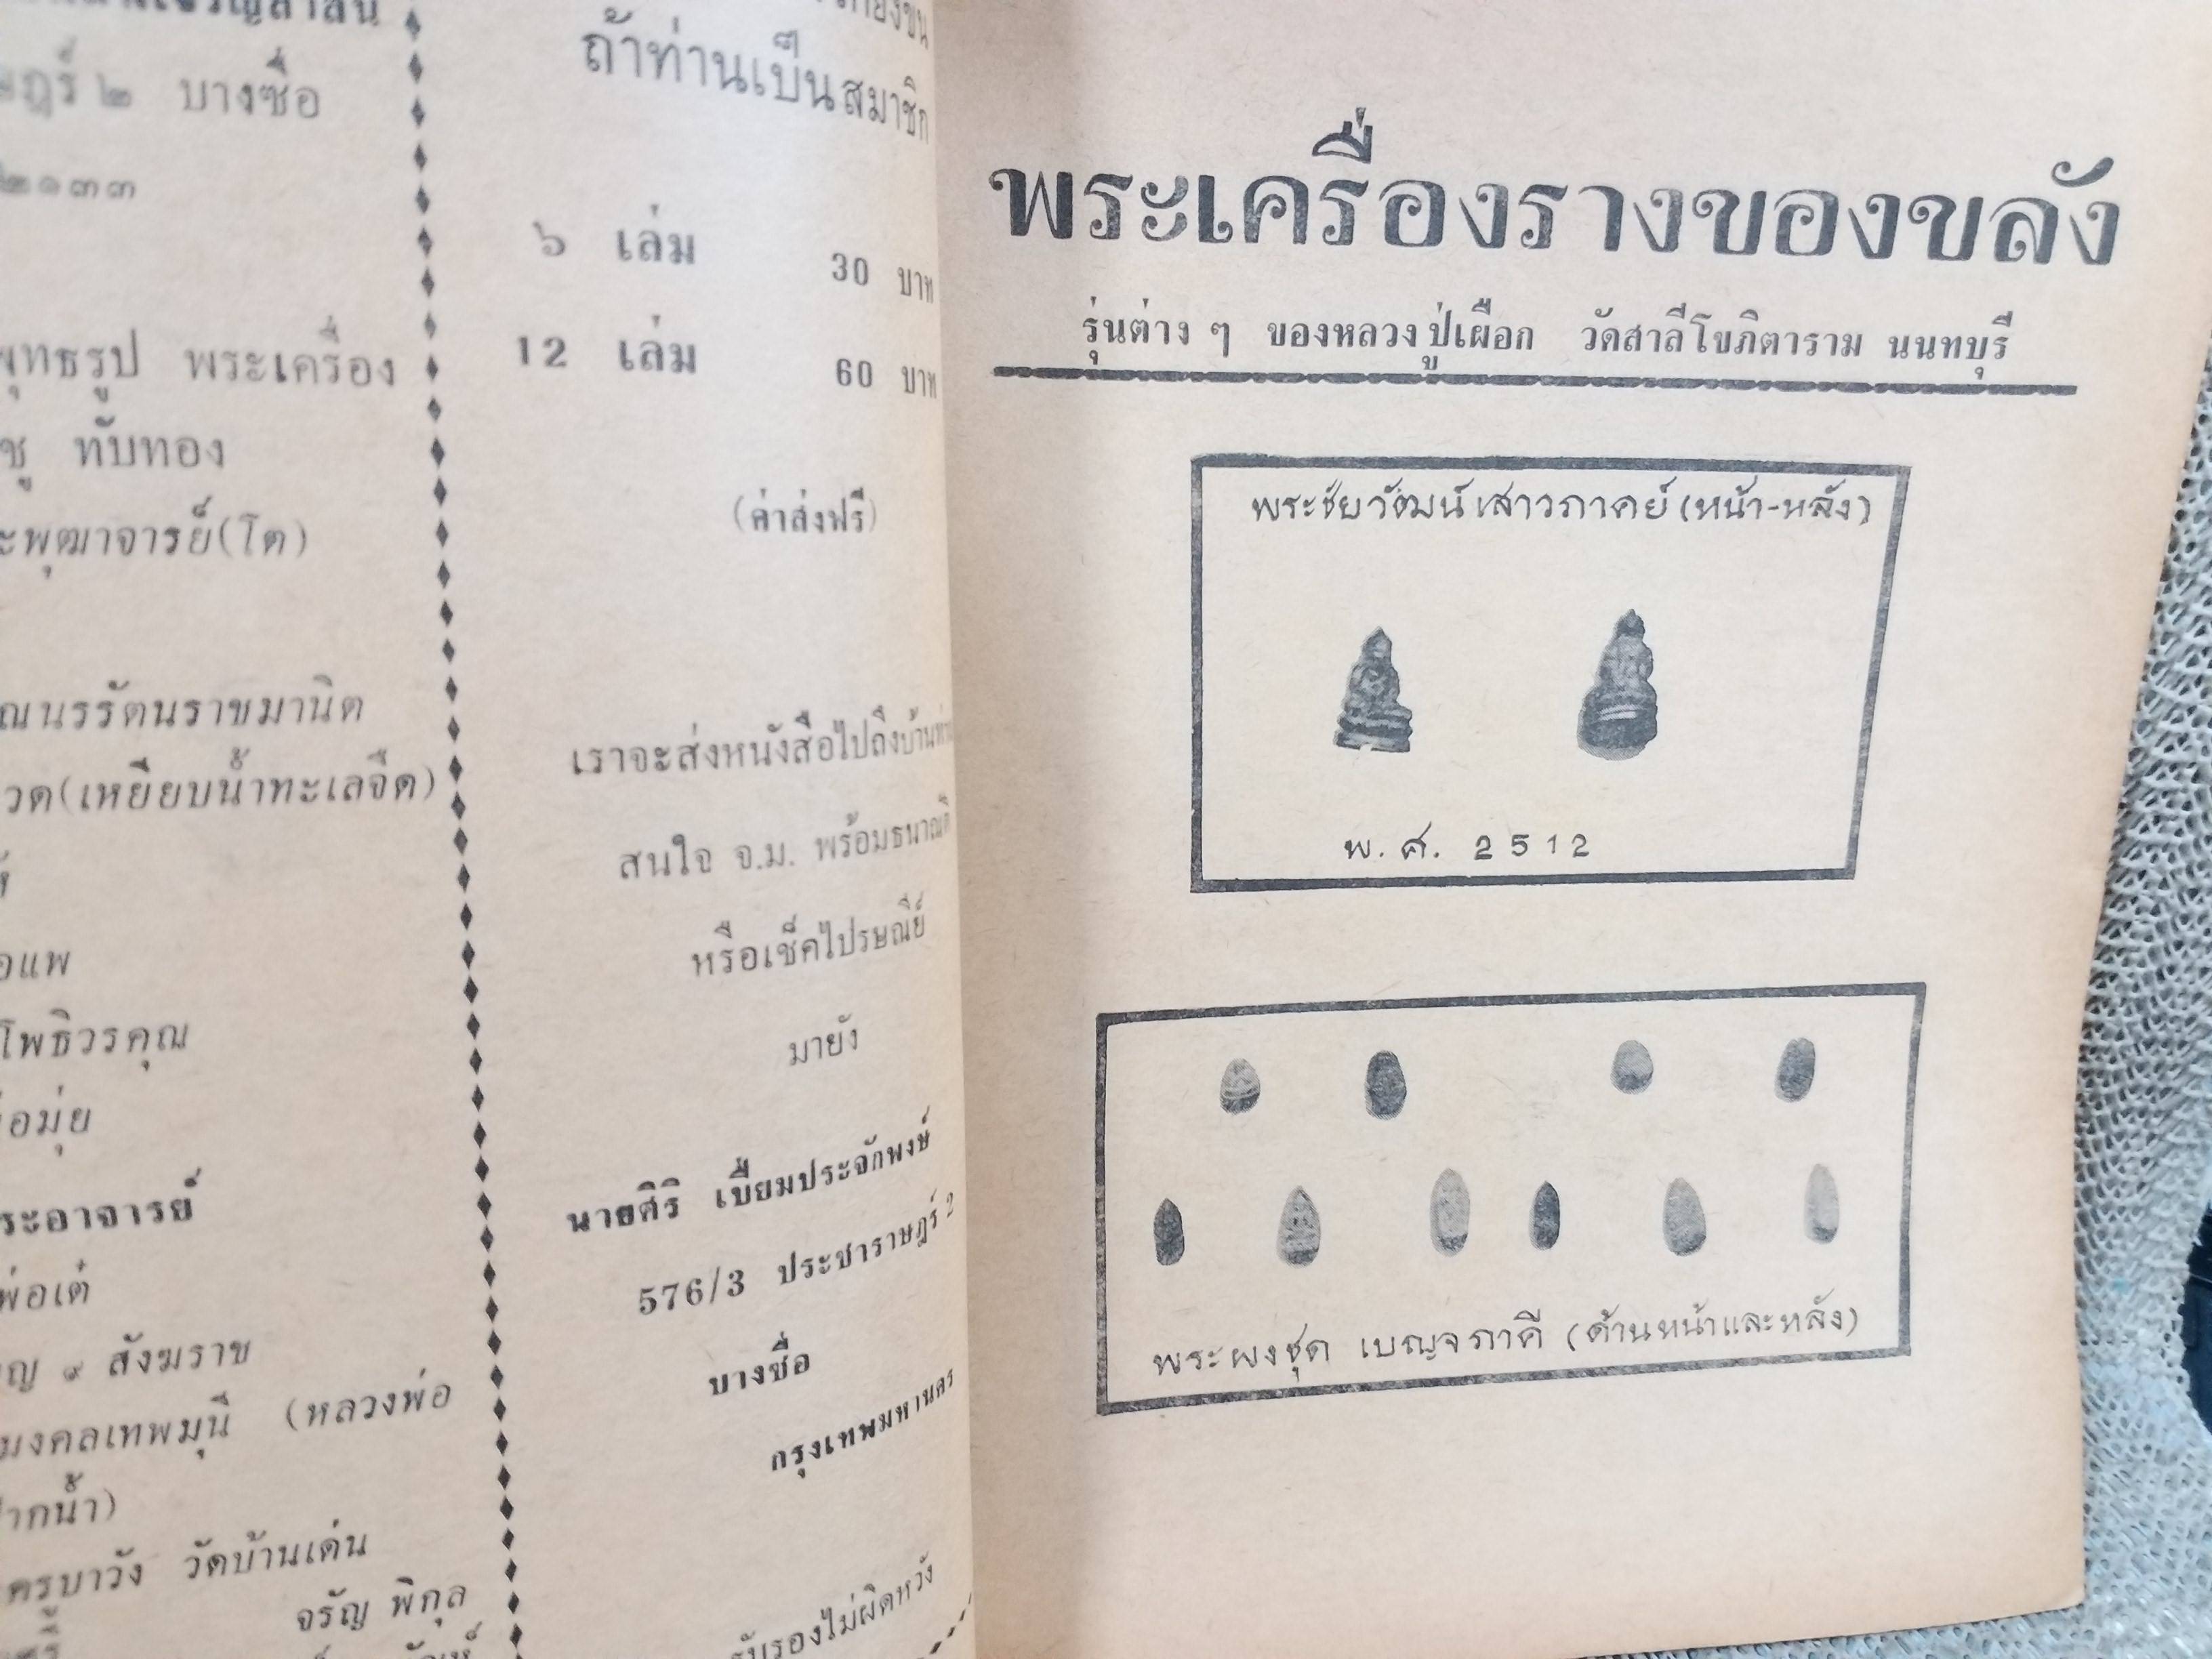 ๒ บางซื่อ
๒๑๓๓
พุทธรูป พระเครื่อง
ชู ทับทอง
ะพุฒาจารย์(โต)
ณนรรัตนราชมานิต
วด(เหยียบน้ำทะเลจืด)
อแพ
โพธิวรคุณ
อมุ่ย
ระอาจารย์
พ่อเต๋
ญ ๙ สังฆราช
มงคลเทพมุนี (หลวงพ่อ
ปากน้ำ)
ครูบาวัง วัดบ้านเด่น
จรัญ พิกุล
ถ้าท่านเป็นสมาชิก
๖ เล่ม 30 บาท
12 เล่ม 60 บาท
(ค่าส่งฟรี)
เราจะส่งหนังสือไปถึงบ้านท่าน
สนใจ จ.ม. พร้อมธนาณัติ
หรือเช็คไปรษณีย์
มายัง
นายศิริ เปี่ยมประจักพงษ์
576/3 ประชาราษฎร์ 2
บางซื่อ
กรุงเทพมหานคร
รับรองไม่ผิดหวัง
พระเครื่องรางของขลัง
รุ่นต่าง ๆ ของหลวงปู่เผือก วัดสาลีโขภิตาราม นนทบุรี
พระชัยวัฒน์เสาวภาคย์ (หน้า-หลัง)
พ.ศ. 2512
พระผงชุด เบญจภาคี (ด้านหน้าและหลัง)